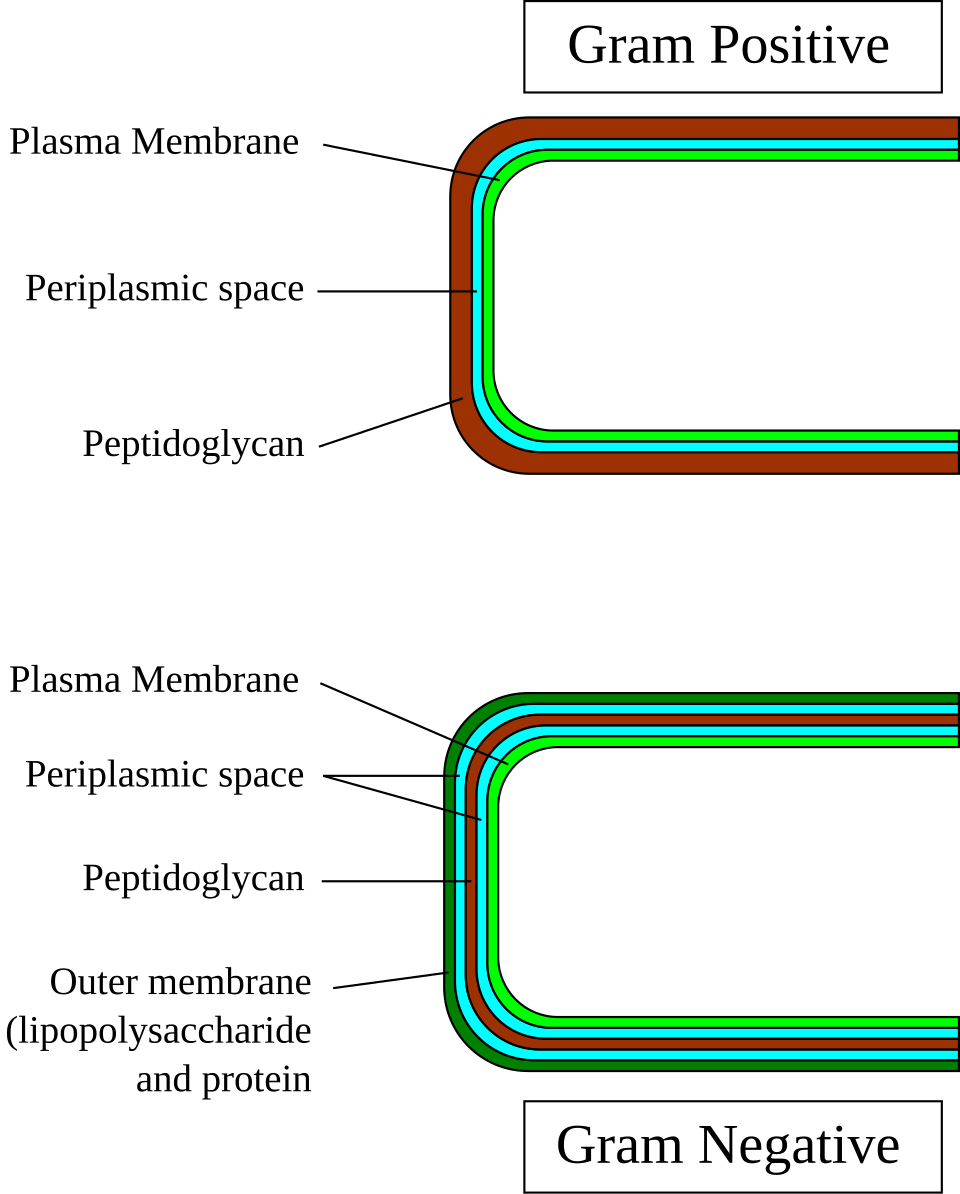 Gram Positive
Plasma Membrane
Periplasmic space
Peptidoglycan
Plasma Membrane
Periplasmic space
Peptidoglycan
Outer membrane
(lipopolysaccharide
and protein
Gram Negative